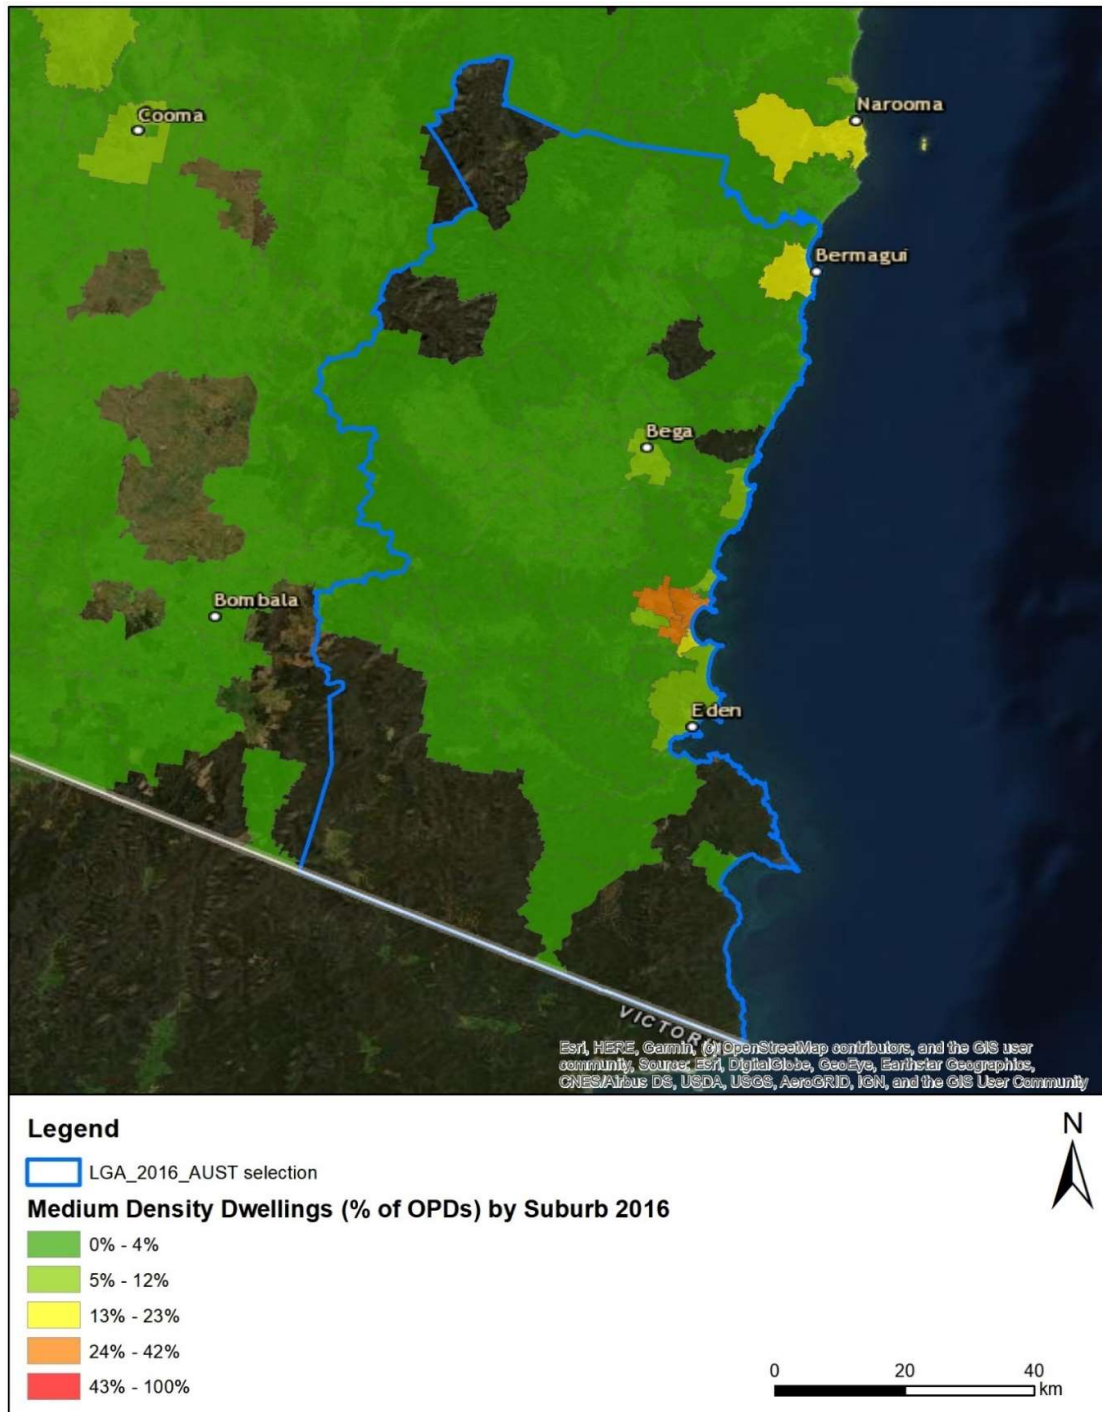 Cooma
Narooma
Bermagui
Bega
Bombala
Eden
VICTORI
Esri, HERE, Garmin, (c) OpenStreetMap contributors, and the GIS user
community, Source: Esri, DigitalGlobe, GeoEye, Earthstar Geographics,
CNES/Airbus DS, USDA, USGS, AeroGRID, IGN, and the GIS User Community
Legend
N
LGA_2016_AUST selection
Medium Density Dwellings (% of OPDs) by Suburb 2016
0% - 4%
5% - 12%
13% - 23%
24% - 42%
43% - 100%
0 20 40
km